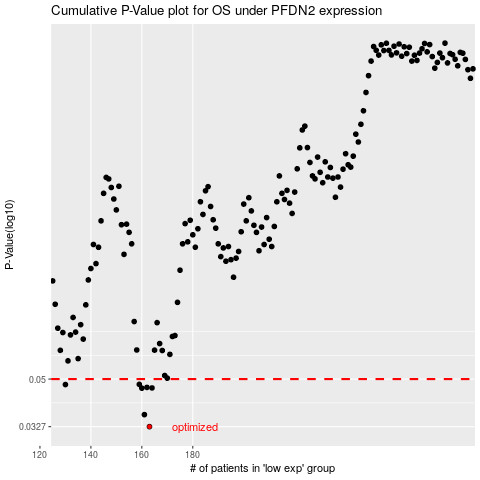 Cumulative P-Value plot for OS under PFDN2 expression
P-Value(log10)
0.05
0.0327
optimized
120 140 160 180
# of patients in 'low exp' group